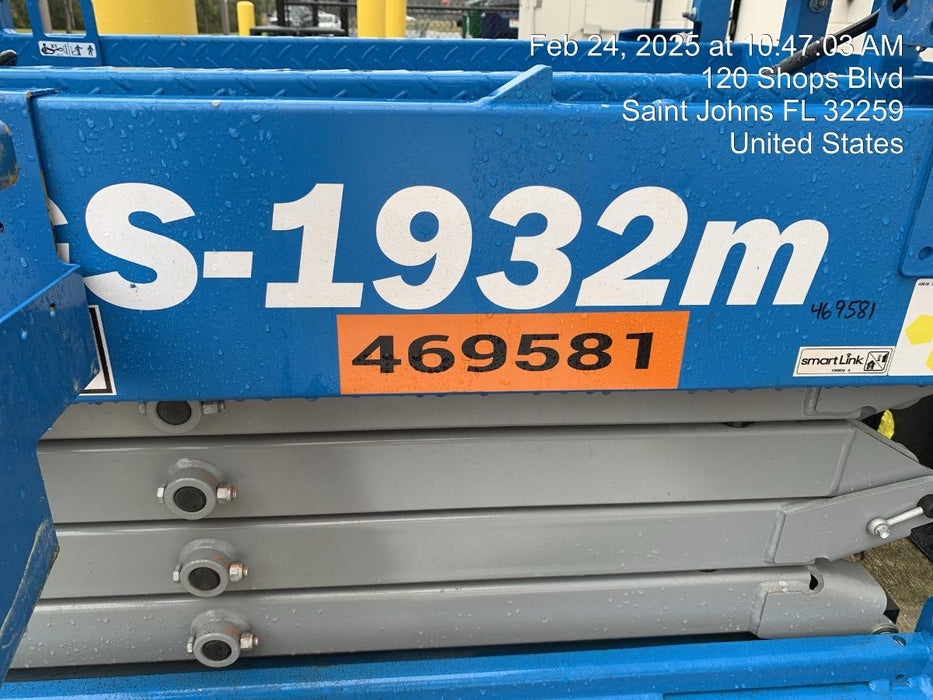 Feb 24, 2025 at 10:47:03 AM
120 Shops Blvd
Saint Johns FL 32259
United States
GS-1932m
469581
469581
smartLink